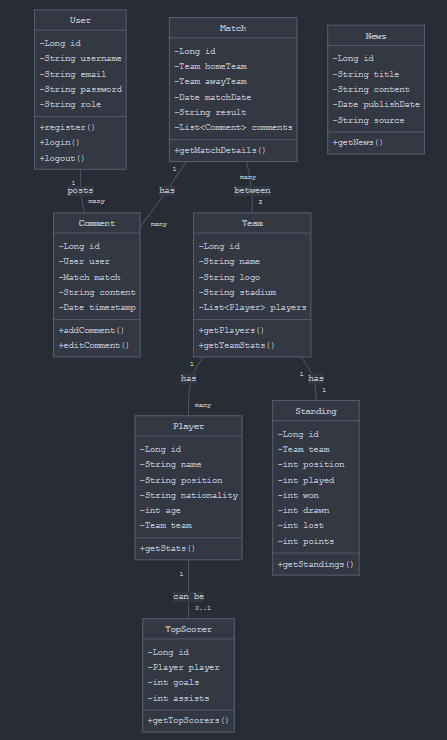 User
-Long id
-String username
-String email
-String password
-String role
+register()
+login()
+logout()
Match
-Long id
-Team homeTeam
-Team awayTeam
-Date matchDate
-String result
-List<Comment> comments
+getMatchDetails()
News
-Long id
-String title
-String content
-Date publishDate
-String source
+getNews()
1
posts
many
1
has
many
many
between
2
Comment
-Long id
-User user
-Match match
-String content
-Date timestamp
+addComment()
+editComment()
Team
-Long id
-String name
-String logo
-String stadium
-List<Player> players
+getPlayers()
+getTeamStats()
1
has
many
1
has
1
Player
-Long id
-String name
-String position
-String nationality
-int age
-Team team
+getStats()
Standing
-Long id
-Team team
-int position
-int played
-int won
-int drawn
-int lost
-int points
+getStandings()
1
can be
0..1
TopScorer
-Long id
-Player player
-int goals
-int assists
+getTopScorers()